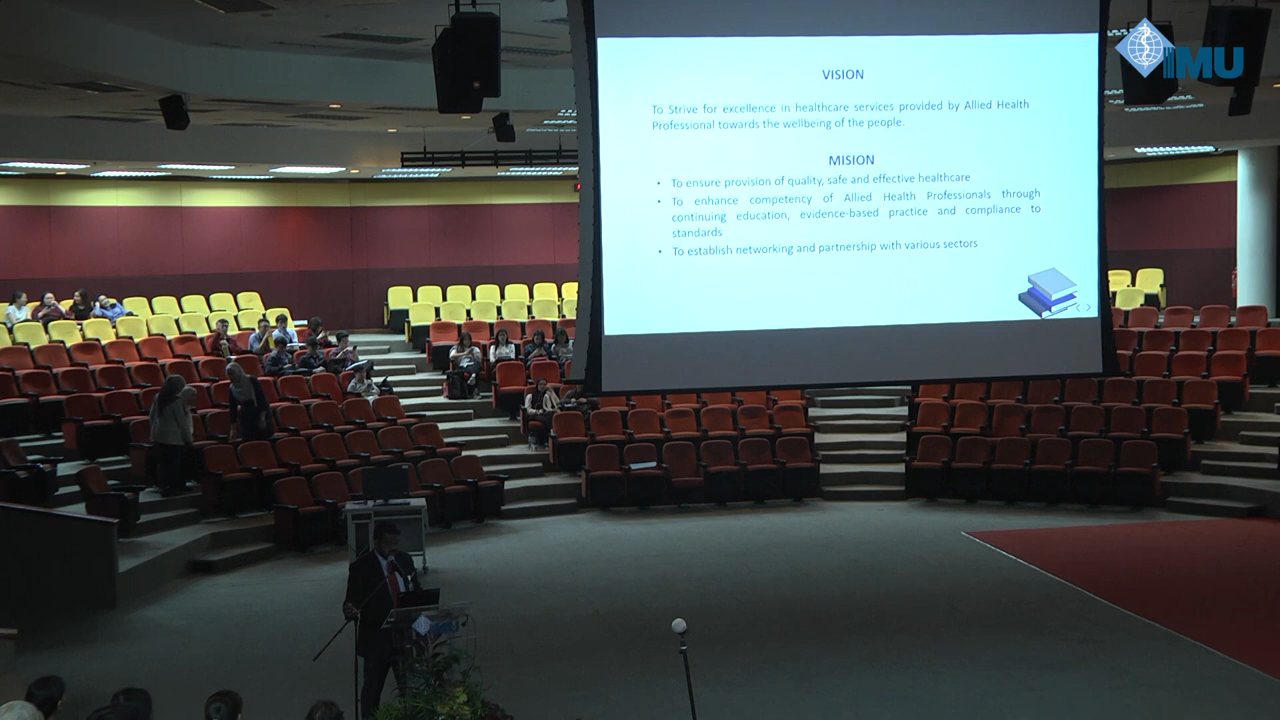 IMU
VISION
To Strive for excellence in healthcare services provided by Allied Health
Professional towards the wellbeing of the people.
MISION
• To ensure provision of quality, safe and effective healthcare
• To enhance competency of Allied Health Professionals through
continuing education, evidence-based practice and compliance to
standards
• To establish networking and partnership with various sectors